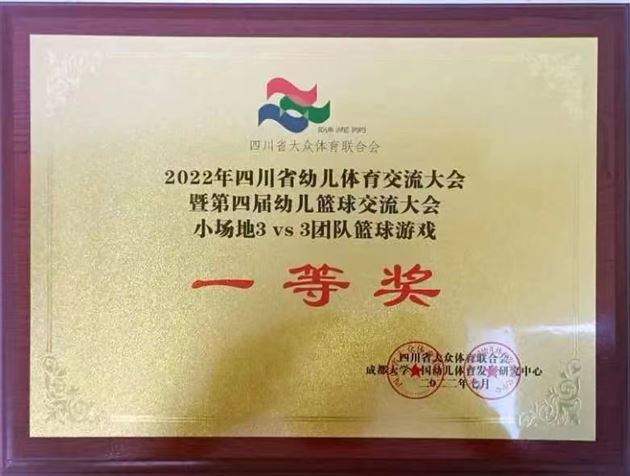 四川省大众体育联合会
2022年四川省幼儿体育交流大会
暨第四届幼儿篮球交流大会
小场地3 vs 3团队篮球游戏
一等奖
四川省大众体育联合会
成都大学中国幼儿体育发展研究中心
二〇二二年七月